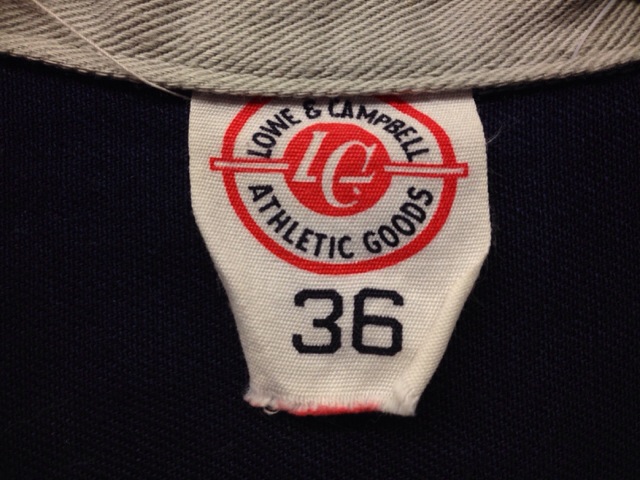 LOWE & CAMPBELL
LC
ATHLETIC GOODS
36